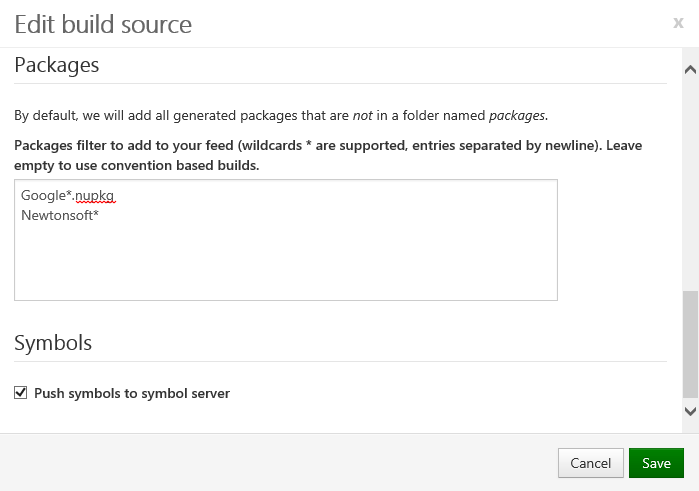 Edit build source
x
Packages
By default, we will add all generated packages that are not in a folder named packages.
Packages filter to add to your feed (wildcards * are supported, entries separated by newline). Leave
empty to use convention based builds.
Google*.nupkg
Newtonsoft*
Symbols
Push symbols to symbol server
Cancel Save